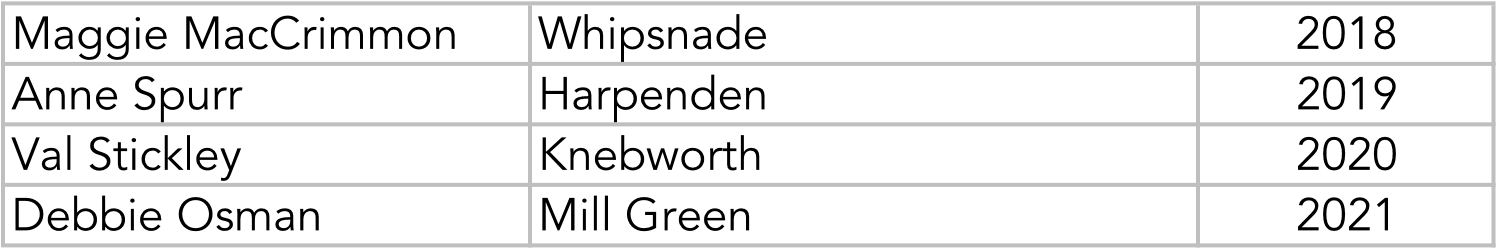 Maggie MacCrimmon Whipsnade 2018
Anne Spurr Harpenden 2019
Val Stickley Knebworth 2020
Debbie Osman Mill Green 2021